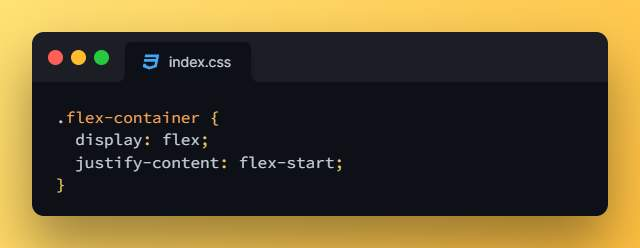 index.css
.flex-container {
  display: flex;
  justify-content: flex-start;
}